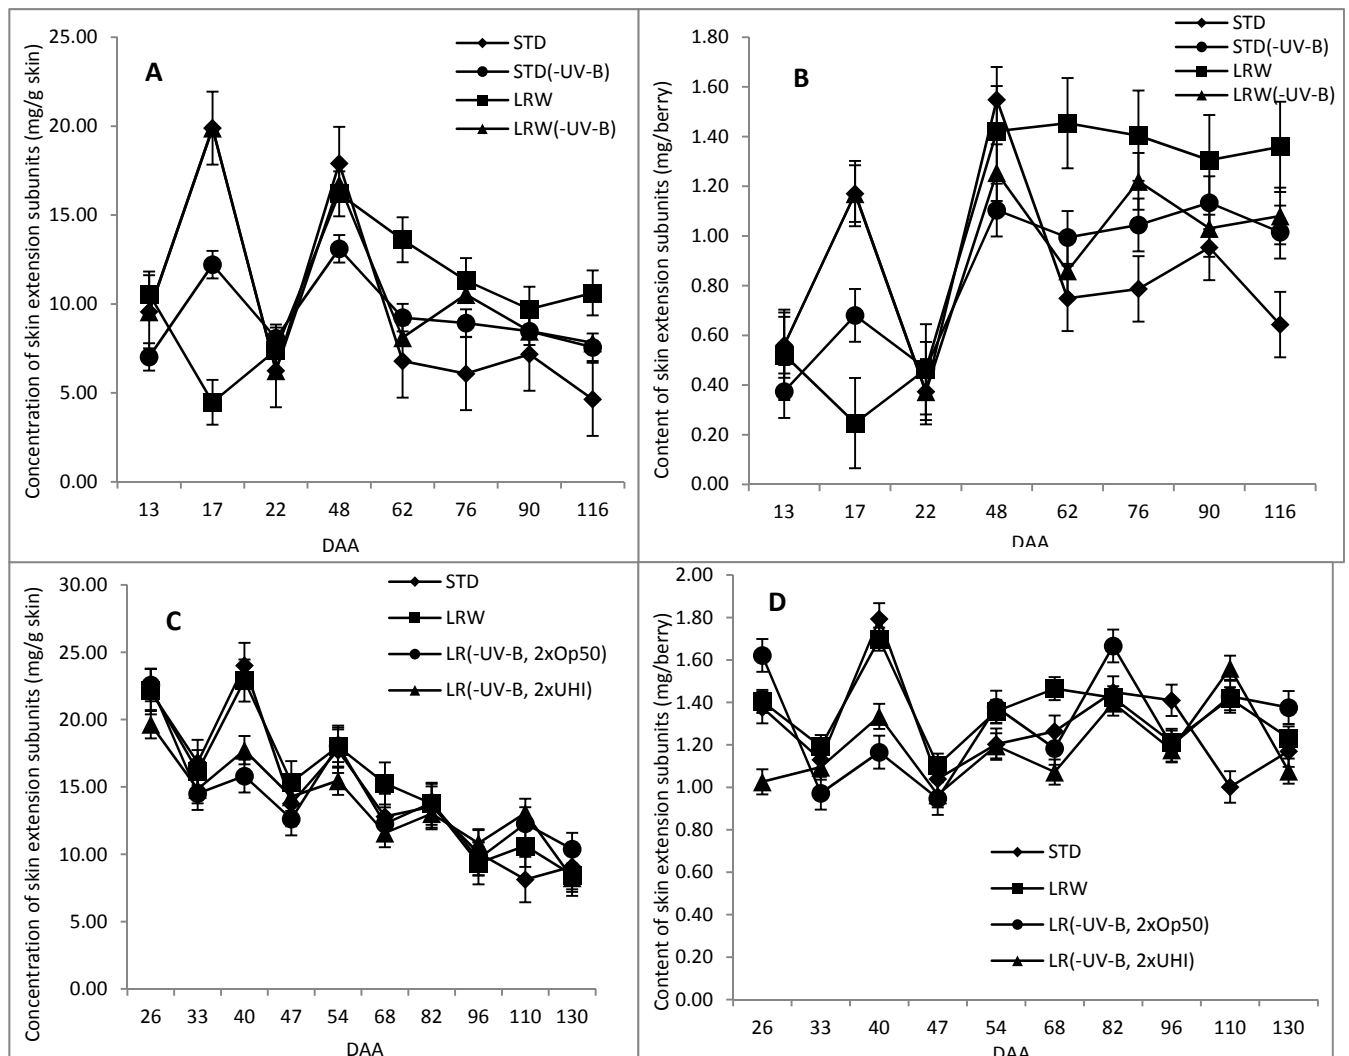 Concentration of skin extension subunits (mg/g skin)
A
25.00
20.00
15.00
10.00
5.00
0.00
STD
STD(-UV-B)
LRW
LRW(-UV-B)
13 17 22 48 62 76 90 116
DAA
Content of skin extension subunits (mg/berry)
B
1.80
1.60
1.40
1.20
1.00
0.80
0.60
0.40
0.20
0.00
STD
STD(-UV-B)
LRW
LRW(-UV-B)
13 17 22 48 62 76 90 116
DAA
Concentration of skin extension subunits (mg/g skin)
C
30.00
25.00
20.00
15.00
10.00
5.00
0.00
STD
LRW
LR(-UV-B, 2xOp50)
LR(-UV-B, 2xUHI)
26 33 40 47 54 68 82 96 110 130
DAA
Content of skin extension subunits (mg/berry)
D
2.00
1.80
1.60
1.40
1.20
1.00
0.80
0.60
0.40
0.20
0.00
STD
LRW
LR(-UV-B, 2xOp50)
LR(-UV-B, 2xUHI)
26 33 40 47 54 68 82 96 110 130
DAA